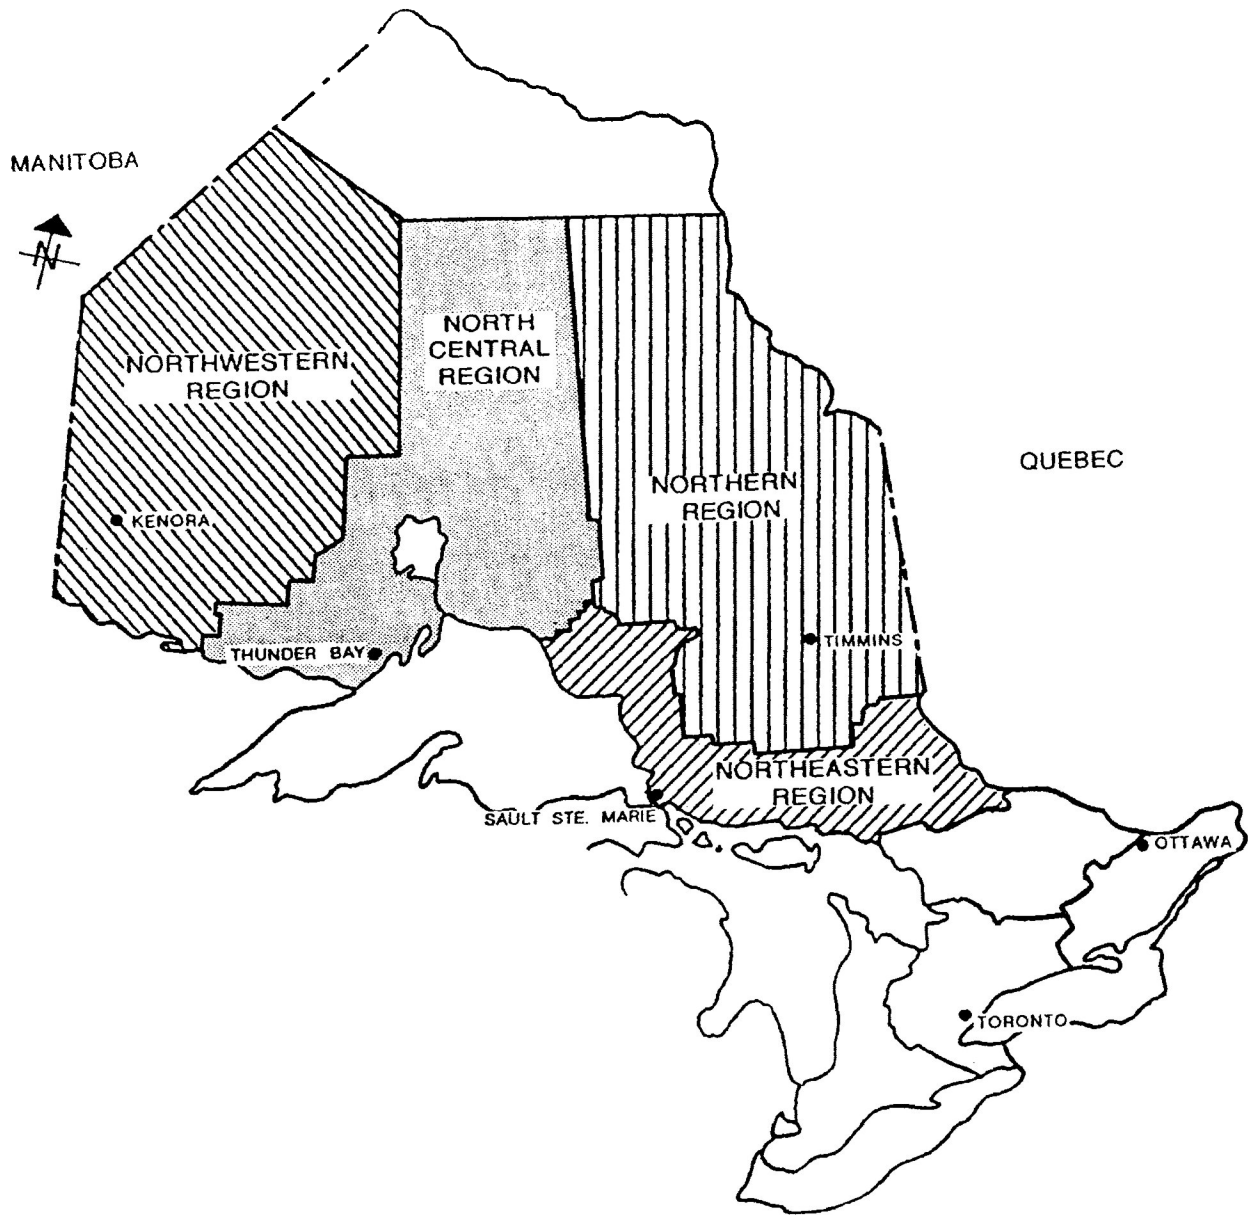 MANITOBA
N
NORTH
CENTRAL
REGION
NORTHWESTERN
REGION
QUEBEC
NORTHERN
REGION
KENORA
TIMMINS
THUNDER BAY
NORTHEASTERN
REGION
SAULT STE. MARIE
OTTAWA
TORONTO